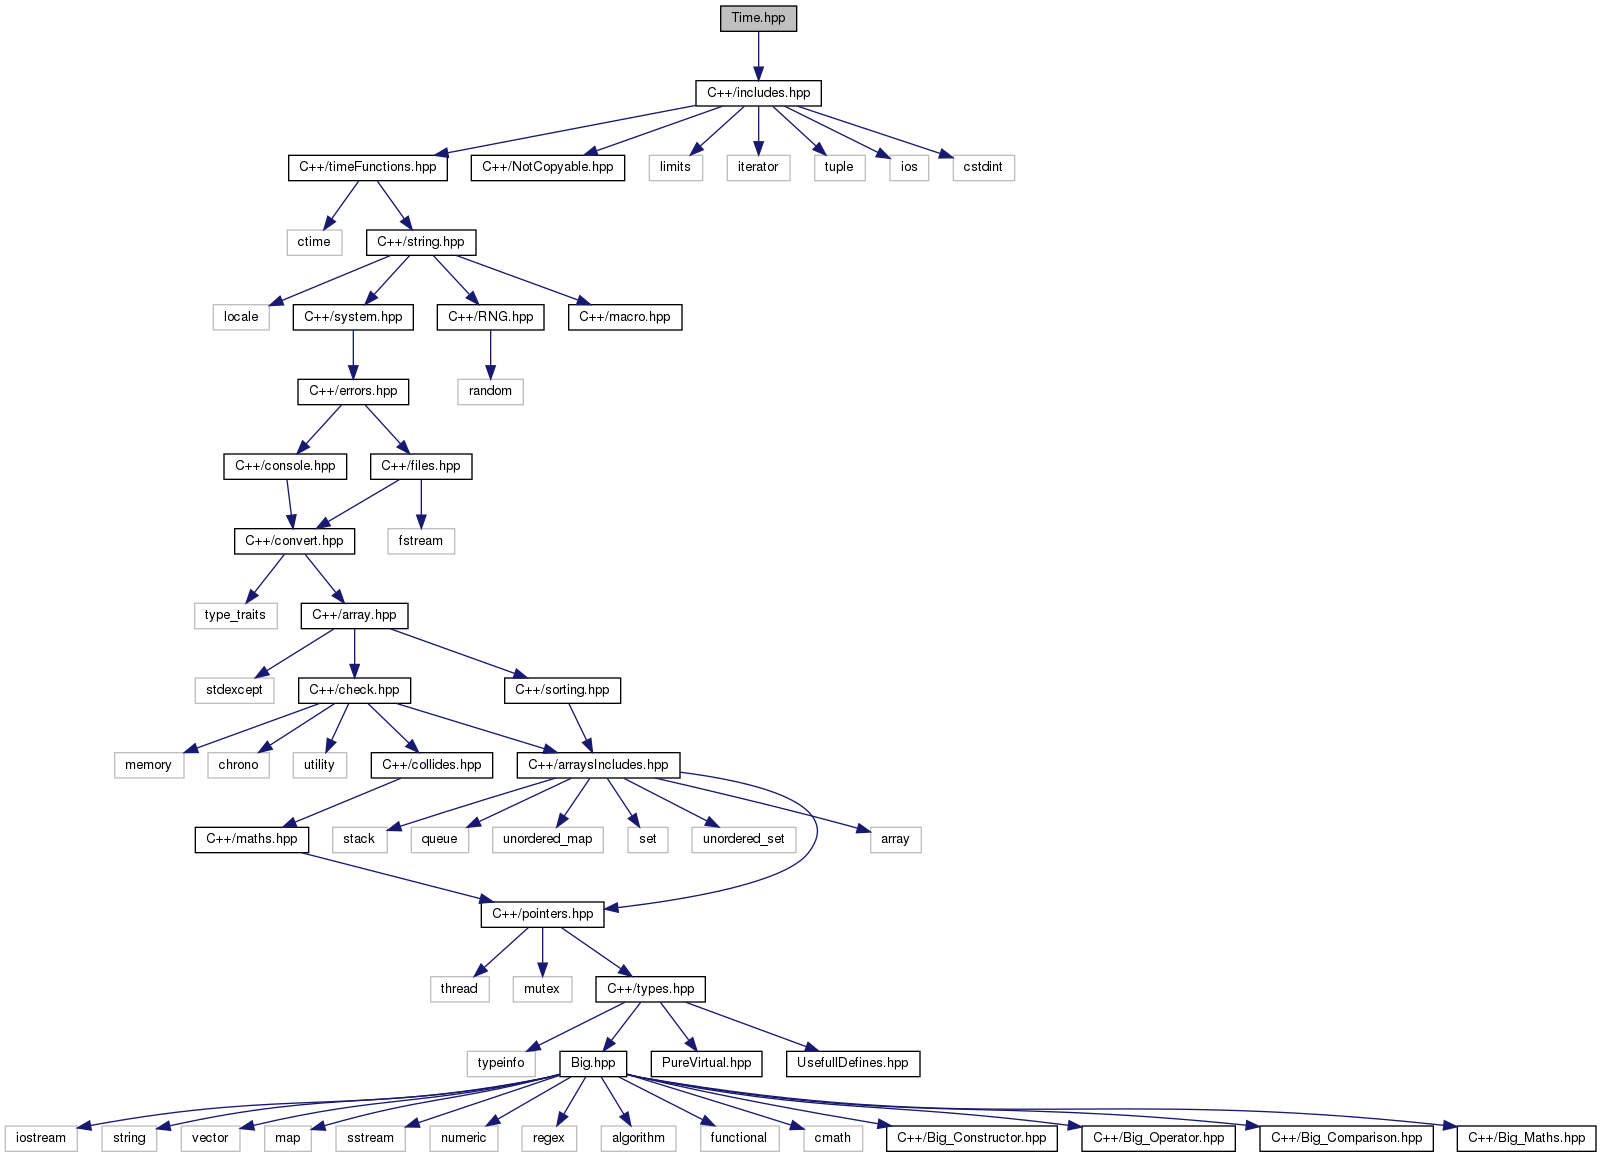 Time.hpp
C++/includes.hpp
C++/timeFunctions.hpp
C++/NotCopyable.hpp
limits
iterator
tuple
ios
cstdint
ctime
C++/string.hpp
locale
C++/system.hpp
C++/RNG.hpp
C++/macro.hpp
C++/errors.hpp
random
C++/console.hpp
C++/files.hpp
C++/convert.hpp
fstream
type_traits
C++/array.hpp
stdexcept
C++/check.hpp
C++/sorting.hpp
memory
chrono
utility
C++/collides.hpp
C++/arraysIncludes.hpp
C++/maths.hpp
stack
queue
unordered_map
set
unordered_set
array
C++/pointers.hpp
thread
mutex
C++/types.hpp
typeinfo
Big.hpp
PureVirtual.hpp
UsefullDefines.hpp
iostream
string
vector
map
sstream
numeric
regex
algorithm
functional
cmath
C++/Big_Constructor.hpp
C++/Big_Operator.hpp
C++/Big_Comparison.hpp
C++/Big_Maths.hpp